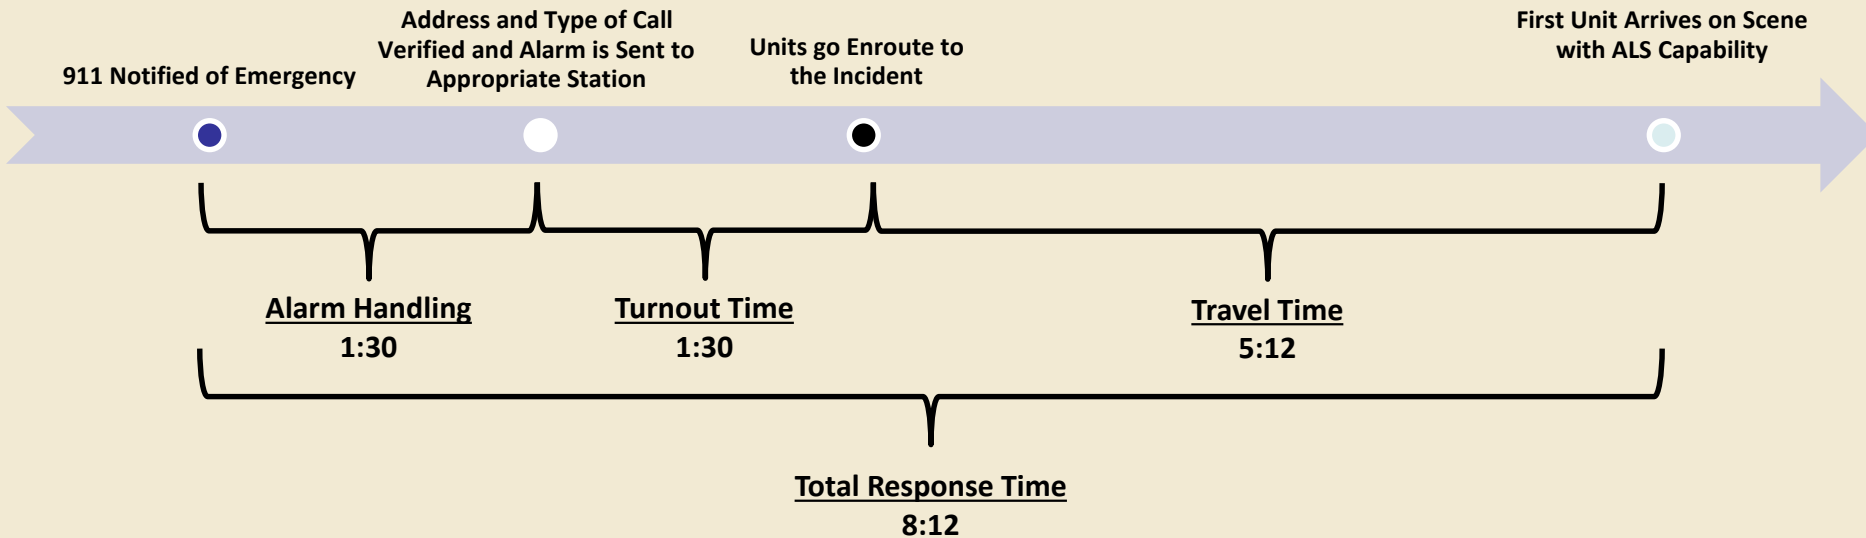 911 Notified of Emergency
Address and Type of Call
Verified and Alarm is Sent to
Appropriate Station
Units go Enroute to
the Incident
First Unit Arrives on Scene
with ALS Capability
Alarm Handling
1:30
Turnout Time
1:30
Travel Time
5:12
Total Response Time
8:12